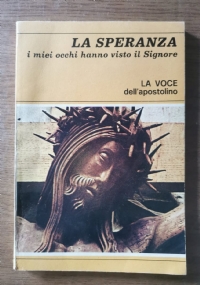 LA SPERANZA
i miei occhi hanno visto il Signore
LA VOCE
dell'apostolino